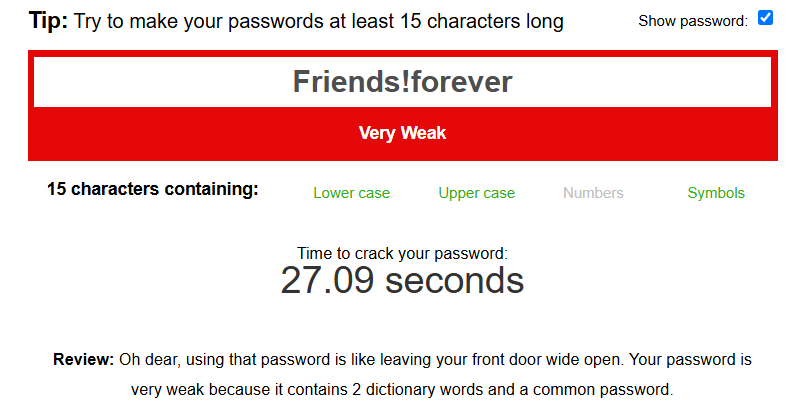 Tip: Try to make your passwords at least 15 characters long
Show password:
Friends!forever
Very Weak
15 characters containing: Lower case Upper case Numbers Symbols
Time to crack your password:
27.09 seconds
Review: Oh dear, using that password is like leaving your front door wide open. Your password is
very weak because it contains 2 dictionary words and a common password.